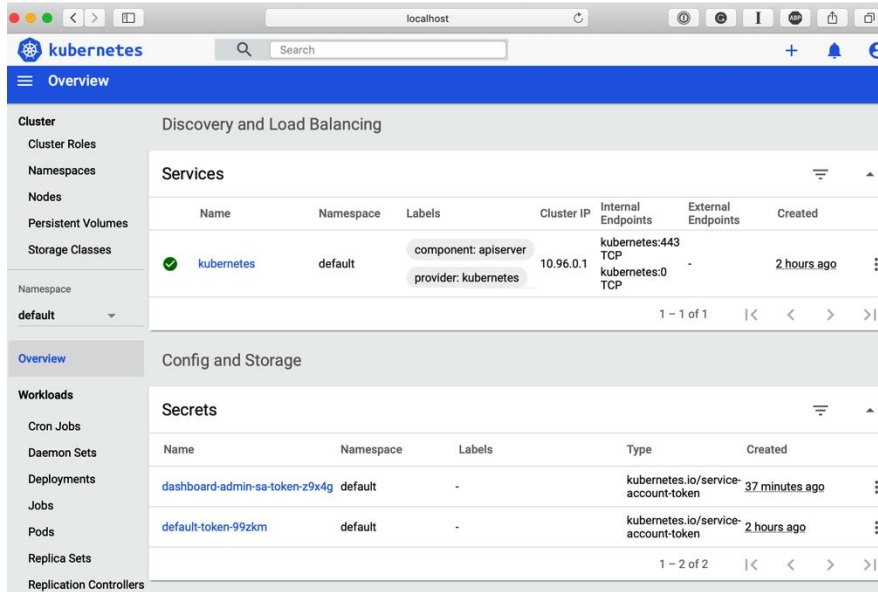 localhost
kubernetes
Search
Overview
Cluster
Cluster Roles
Namespaces
Nodes
Persistent Volumes
Storage Classes
Namespace
default
Overview
Workloads
Cron Jobs
Daemon Sets
Deployments
Jobs
Pods
Replica Sets
Replication Controllers
Discovery and Load Balancing
Services
Name Namespace Labels Cluster IP Internal Endpoints External Endpoints Created
kubernetes default component: apiserver provider: kubernetes 10.96.0.1 kubernetes:443 TCP kubernetes:0 TCP - 2 hours ago
1 – 1 of 1
Config and Storage
Secrets
Name Namespace Labels Type Created
dashboard-admin-sa-token-z9x4g default - kubernetes.io/service-account-token 37 minutes ago
default-token-99zkm default - kubernetes.io/service-account-token 2 hours ago
1 – 2 of 2